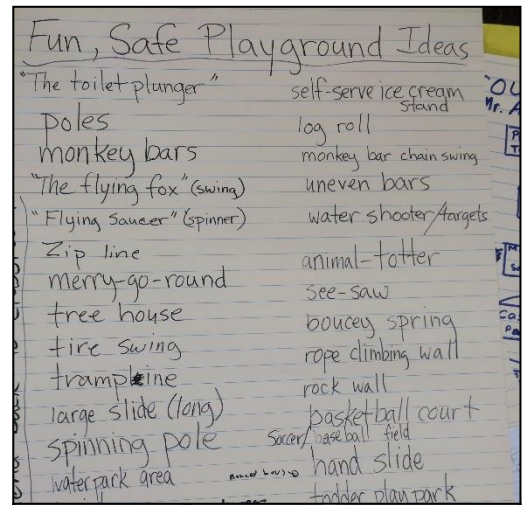 Fun, Safe Playground Ideas
"The toilet plunger"
poles
monkey bars
"The flying fox" (swing)
"Flying Saucer" (spinner)
Zip line
merry-go-round
tree house
tire swing
trampoline
large slide (long)
spinning pole
waterpark area
self-serve ice cream
stand
log roll
monkey bar chain swing
uneven bars
water shooter/targets
animal-totter
see-saw
boucey spring
rope climbing wall
rock wall
basketball court
Soccer/baseball field
hand slide
toddler play park